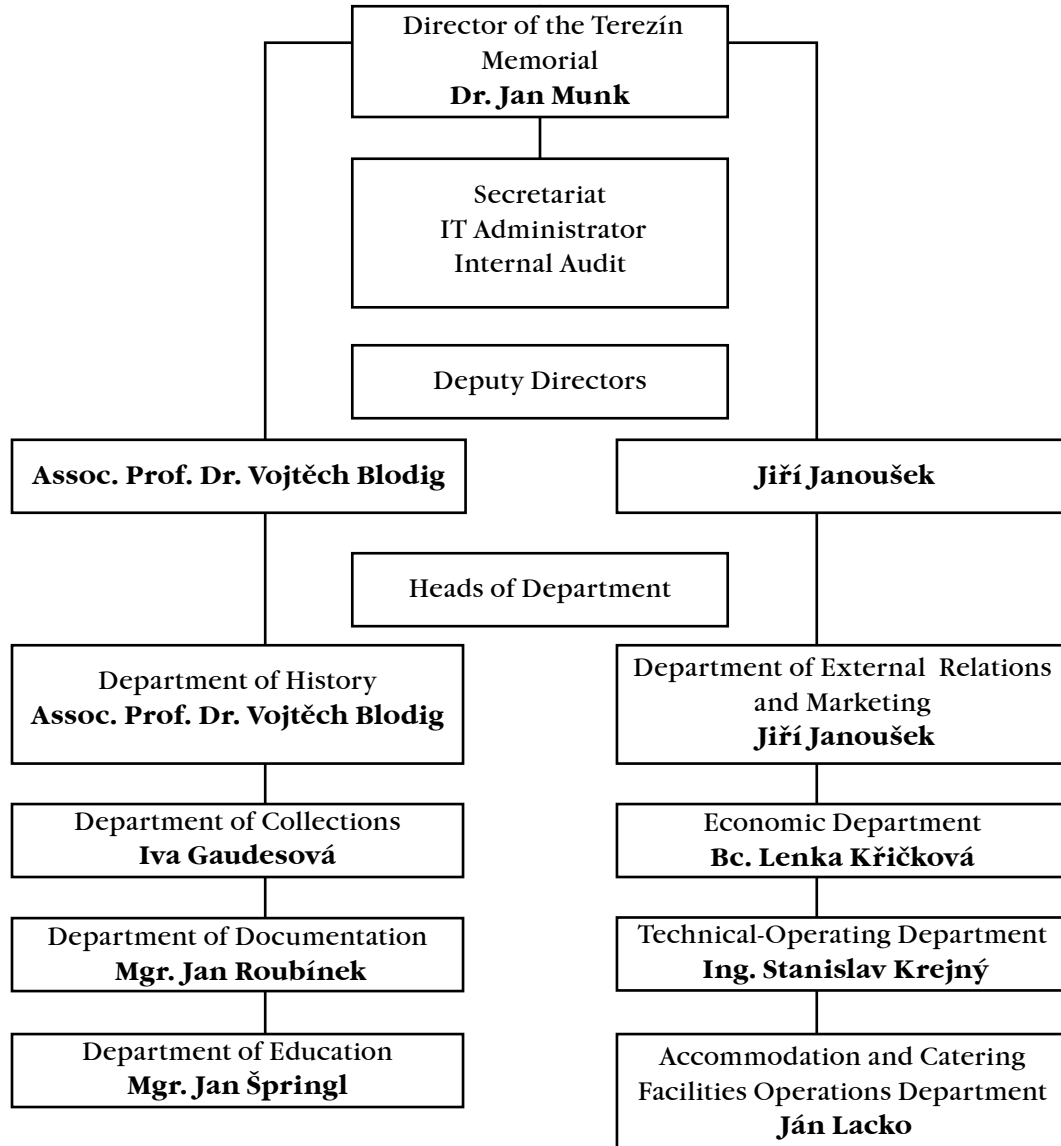 Director of the Terezín
Memorial
Dr. Jan Munk
Secretariat
IT Administrator
Internal Audit
Deputy Directors
Assoc. Prof. Dr. Vojtěch Blodig
Jiří Janoušek
Heads of Department
Department of History
Assoc. Prof. Dr. Vojtěch Blodig
Department of External Relations
and Marketing
Jiří Janoušek
Department of Collections
Iva Gaudesová
Economic Department
Bc. Lenka Křičková
Department of Documentation
Mgr. Jan Roubínek
Technical-Operating Department
Ing. Stanislav Krejný
Department of Education
Mgr. Jan Špringl
Accommodation and Catering
Facilities Operations Department
Ján Lacko